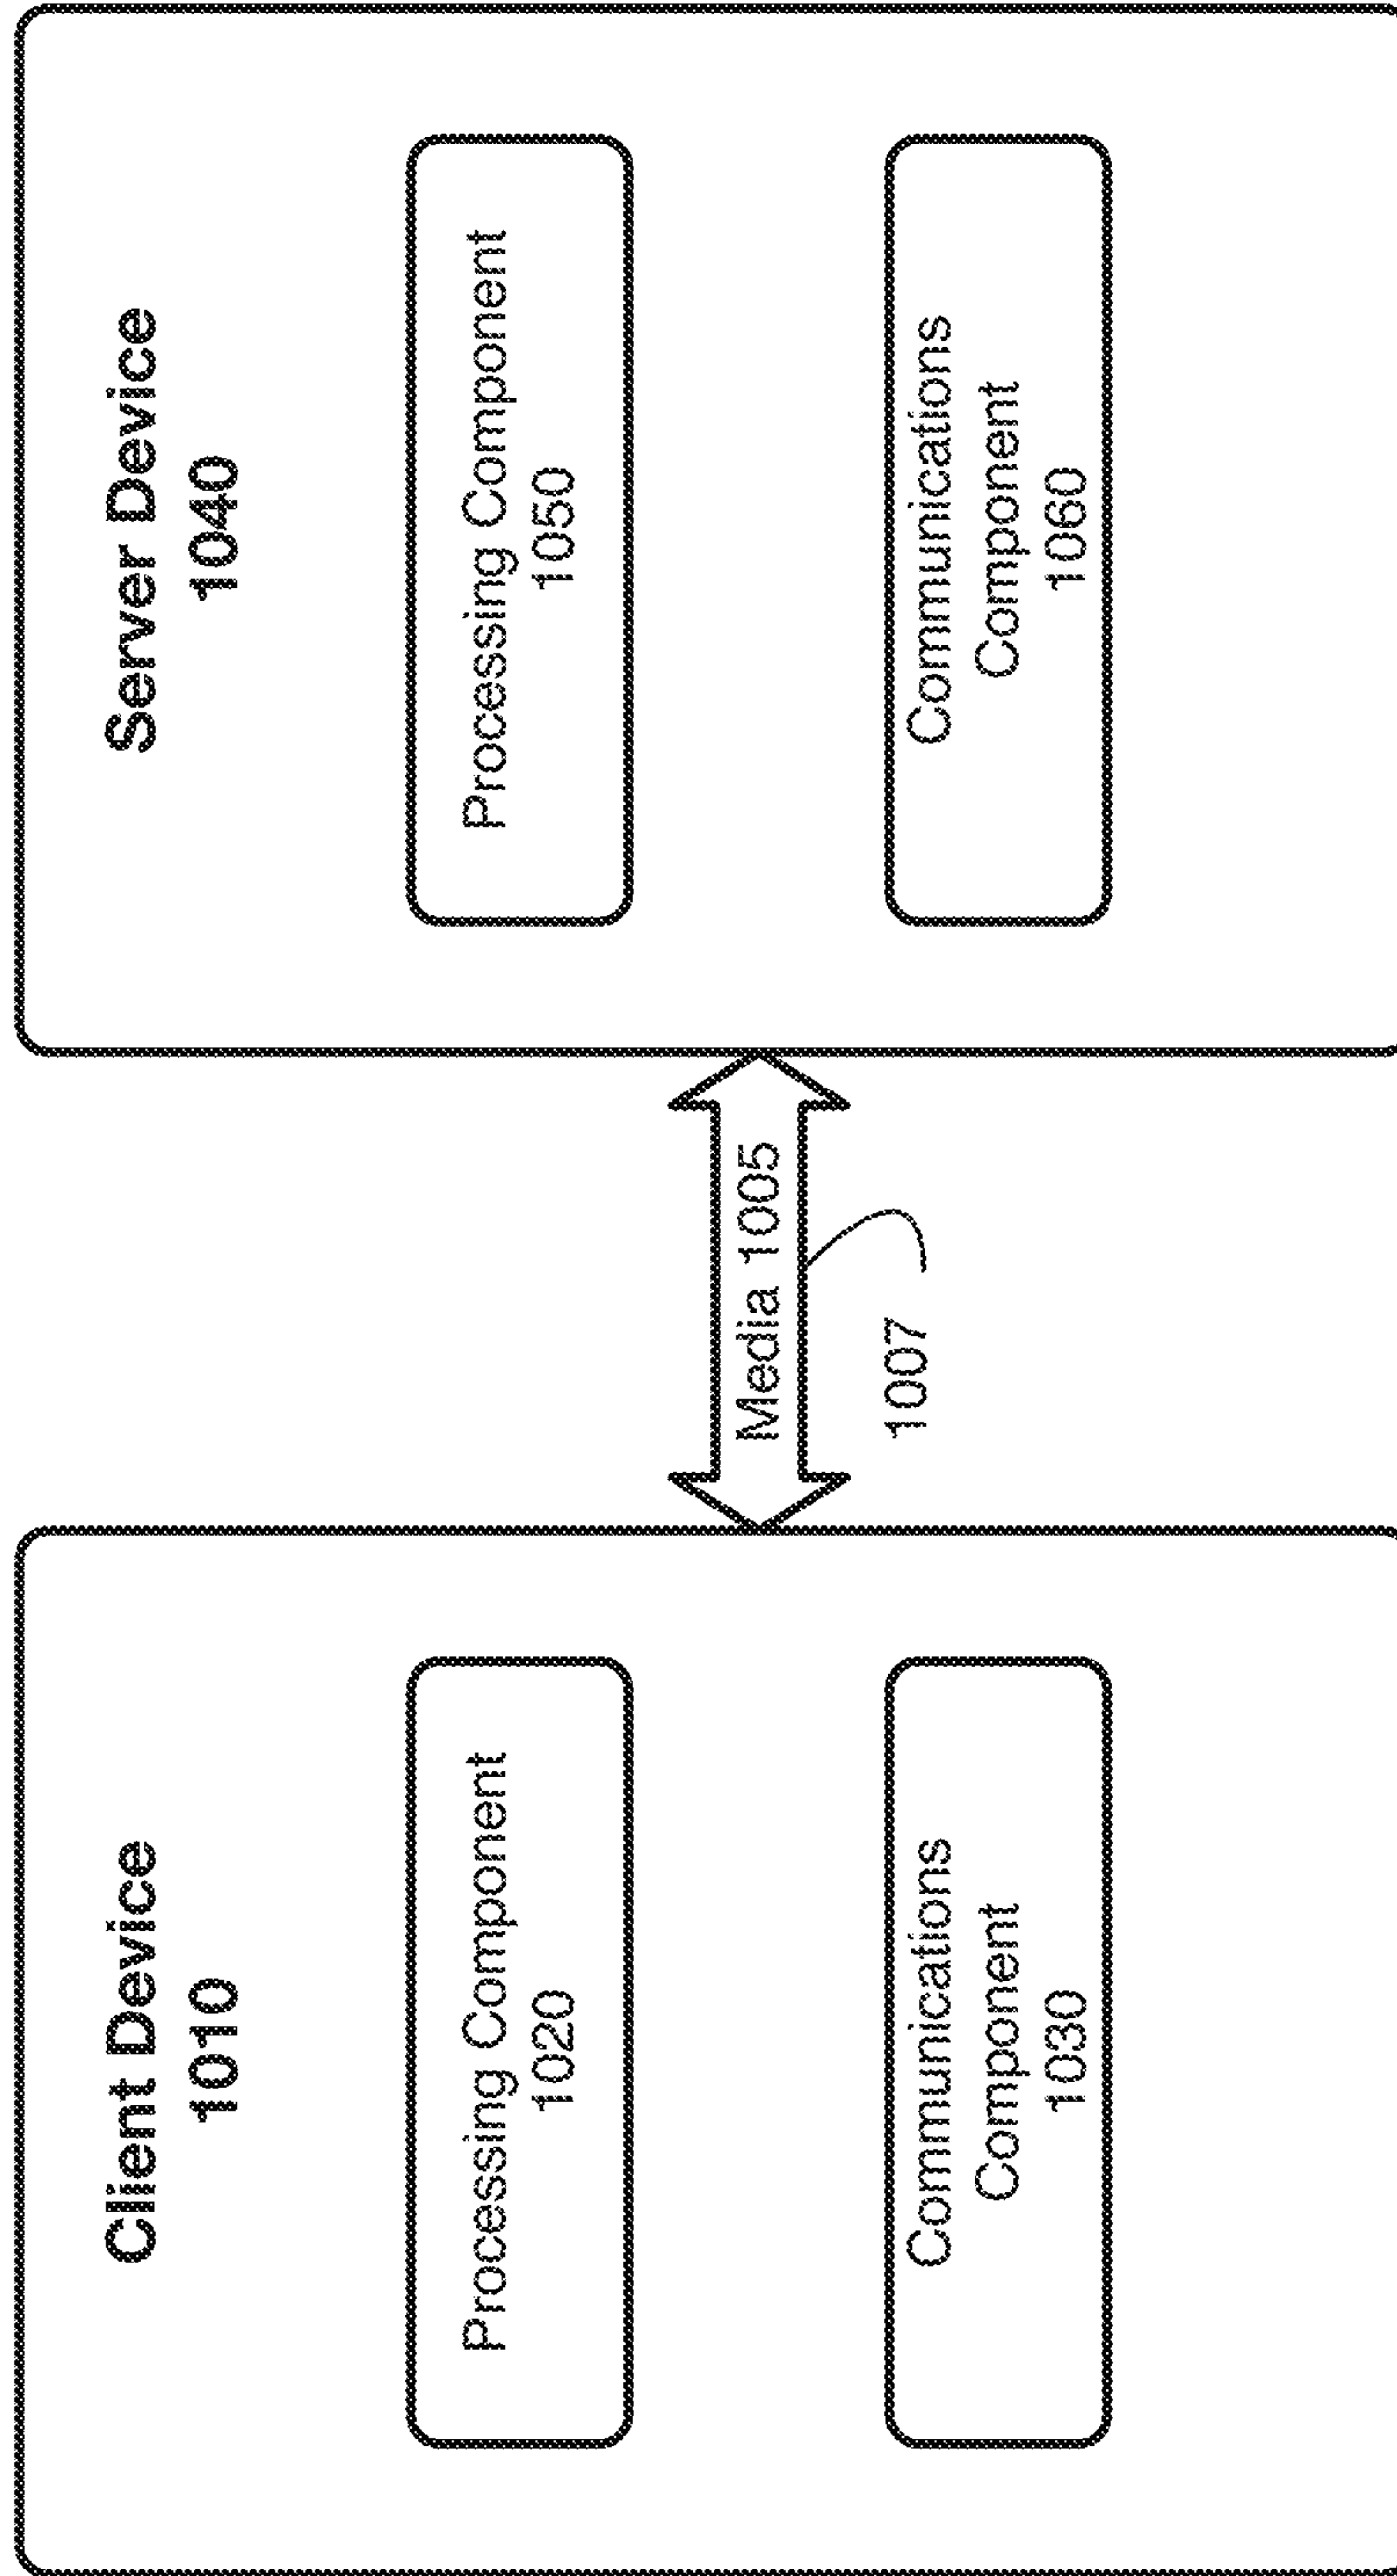 Client Device
1010
Processing Component
1020
Communications
Component
1030
Media 1005
1007
Server Device
1040
Processing Component
1050
Communications
Component
1060